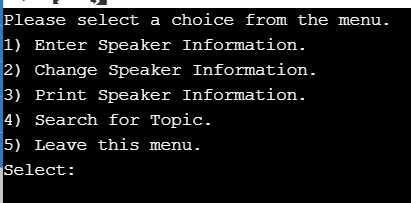 Please select a choice from the menu.
1) Enter Speaker Information.
2) Change Speaker Information.
3) Print Speaker Information.
4) Search for Topic.
5) Leave this menu.
Select: